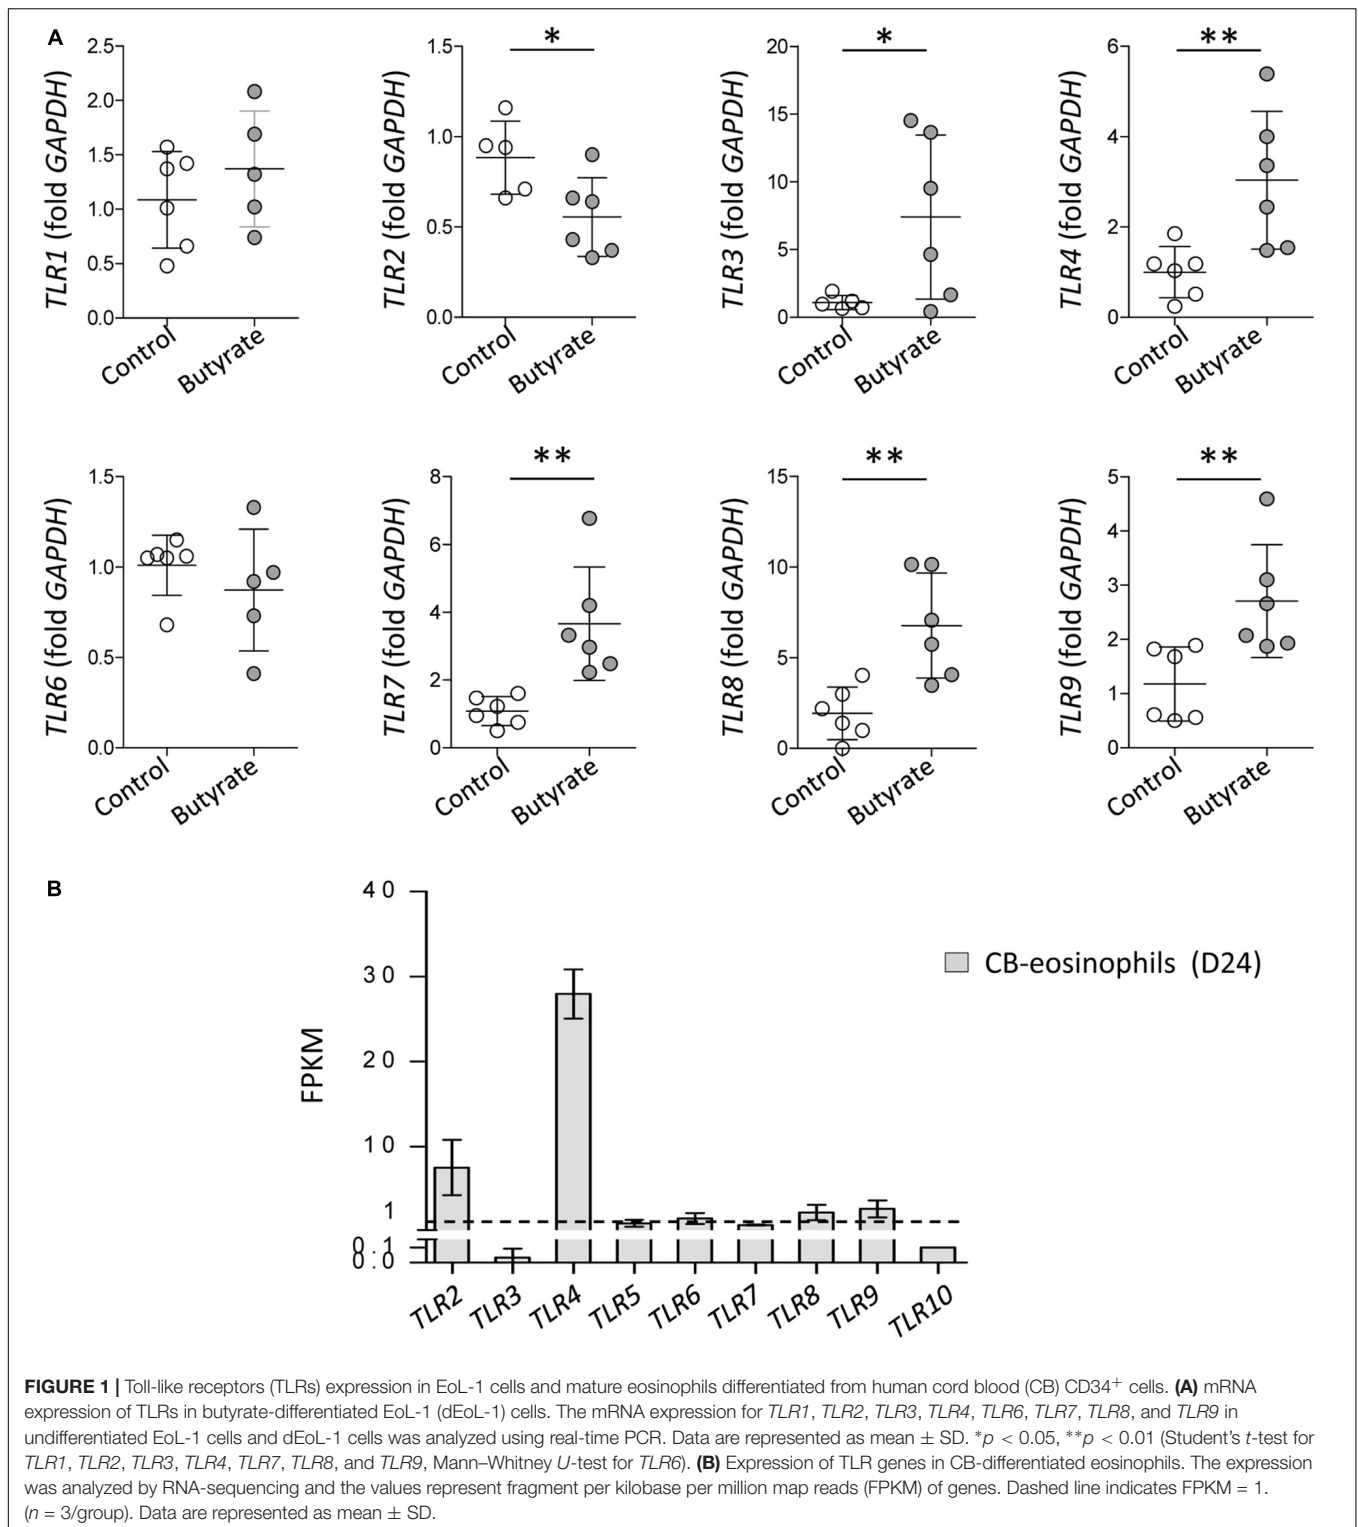 A
2.5
2.0
1.5
1.0
0.5
0.0
TLR1 (fold GAPDH)
Control
Butyrate
*
1.5
1.0
0.5
0.0
TLR2 (fold GAPDH)
Control
Butyrate
*
20
15
10
5
0
TLR3 (fold GAPDH)
Control
Butyrate
**
6
4
2
0
TLR4 (fold GAPDH)
Control
Butyrate
1.5
1.0
0.5
0.0
TLR6 (fold GAPDH)
Control
Butyrate
**
8
6
4
2
0
TLR7 (fold GAPDH)
Control
Butyrate
**
15
10
5
0
TLR8 (fold GAPDH)
Control
Butyrate
**
5
4
3
2
1
0
TLR9 (fold GAPDH)
Control
Butyrate
B
40
30
20
10
1
0.1
0.0
FPKM
CB-eosinophils (D24)
TLR2
TLR3
TLR4
TLR5
TLR6
TLR7
TLR8
TLR9
TLR10
FIGURE 1 | Toll-like receptors (TLRs) expression in EoL-1 cells and mature eosinophils differentiated from human cord blood (CB) CD34⁺ cells. (A) mRNA
expression of TLRs in butyrate-differentiated EoL-1 (dEoL-1) cells. The mRNA expression for TLR1, TLR2, TLR3, TLR4, TLR6, TLR7, TLR8, and TLR9 in
undifferentiated EoL-1 cells and dEoL-1 cells was analyzed using real-time PCR. Data are represented as mean ± SD. *p < 0.05, **p < 0.01 (Student's t-test for
TLR1, TLR2, TLR3, TLR4, TLR7, TLR8, and TLR9, Mann–Whitney U-test for TLR6). (B) Expression of TLR genes in CB-differentiated eosinophils. The expression
was analyzed by RNA-sequencing and the values represent fragment per kilobase per million map reads (FPKM) of genes. Dashed line indicates FPKM = 1.
(n = 3/group). Data are represented as mean ± SD.